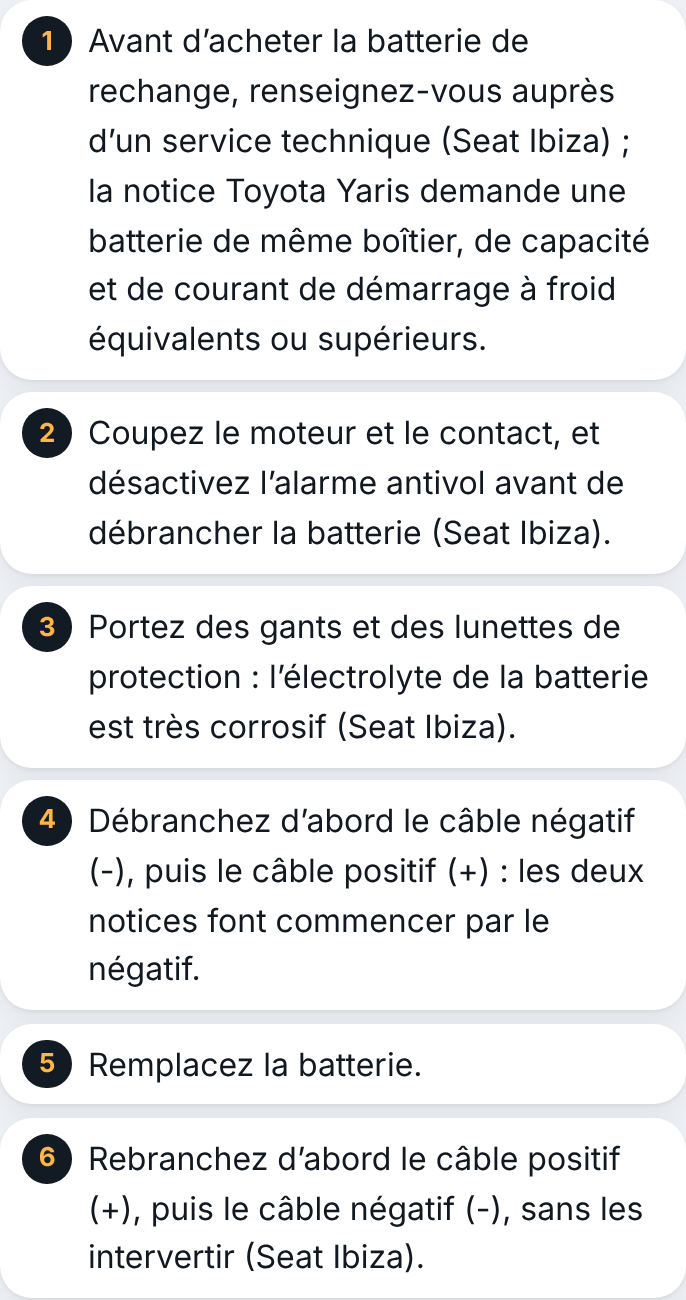 1
Avant d’acheter la batterie de
rechange, renseignez-vous auprès
d’un service technique (Seat Ibiza) ;
la notice Toyota Yaris demande une
batterie de même boîtier, de capacité
et de courant de démarrage à froid
équivalents ou supérieurs.
2
Coupez le moteur et le contact, et
désactivez l’alarme antivol avant de
débrancher la batterie (Seat Ibiza).
3
Portez des gants et des lunettes de
protection : l’électrolyte de la batterie
est très corrosif (Seat Ibiza).
4
Débranchez d’abord le câble négatif
(-), puis le câble positif (+) : les deux
notices font commencer par le
négatif.
5
Remplacez la batterie.
6
Rebranchez d’abord le câble positif
(+), puis le câble négatif (-), sans les
intervertir (Seat Ibiza).